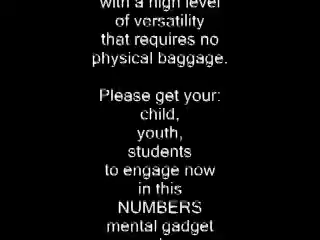 with a high level
of versatility
that requires no
physical baggage.
Please get your:
child,
youth,
students
to engage now
in this
NUMBERS
mental gadget